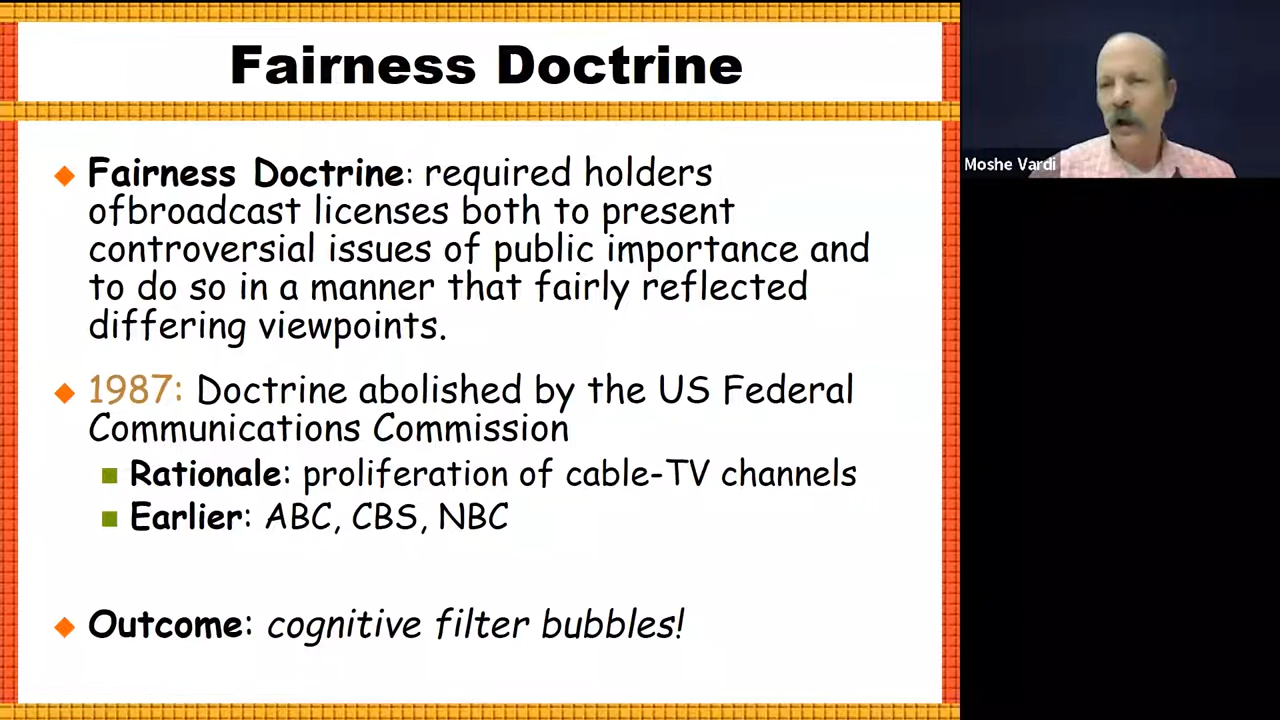 Fairness Doctrine
Fairness Doctrine: required holders
ofbroadcast licenses both to present
controversial issues of public importance and
to do so in a manner that fairly reflected
differing viewpoints.
1987: Doctrine abolished by the US Federal
Communications Commission
Rationale: proliferation of cable-TV channels
Earlier: ABC, CBS, NBC
Outcome: cognitive filter bubbles!
Moshe Vardi